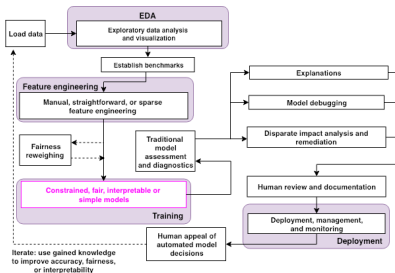 EDA
Load data
Exploratory data analysis
and visualization
Establish benchmarks
Feature engineering
Manual, straightforward, or sparse
feature engineering
Fairness
reweighing
Traditional
model
assessment
and diagnostics
Constrained, fair, interpretable or
simple models
Training
Explanations
Model debugging
Disparate impact analysis and
remediation
Human review and documentation
Deployment, management,
and monitoring
Deployment
Human appeal of
automated model
decisions
Iterate: use gained knowledge
to improve accuracy, fairness,
or interpretability